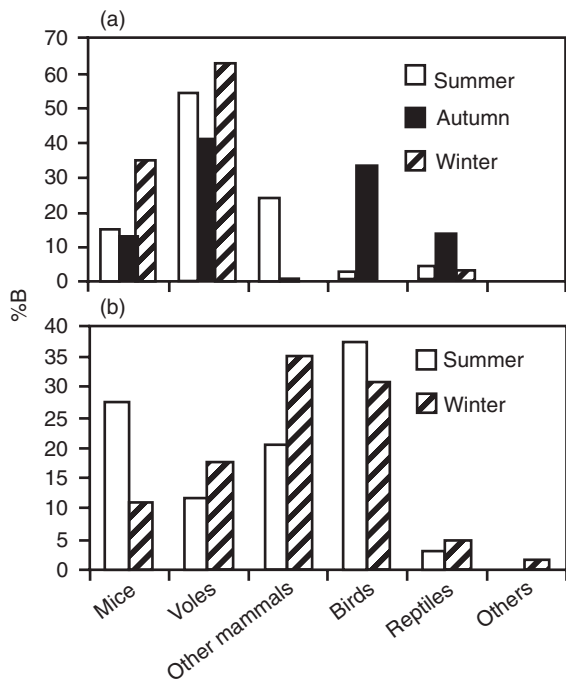 (a)
70
60
50
40
30
20
10
0
Summer
Autumn
Winter
%B
(b)
40
35
30
25
20
15
10
5
0
Summer
Winter
Mice
Voles
Other mammals
Birds
Reptiles
Others